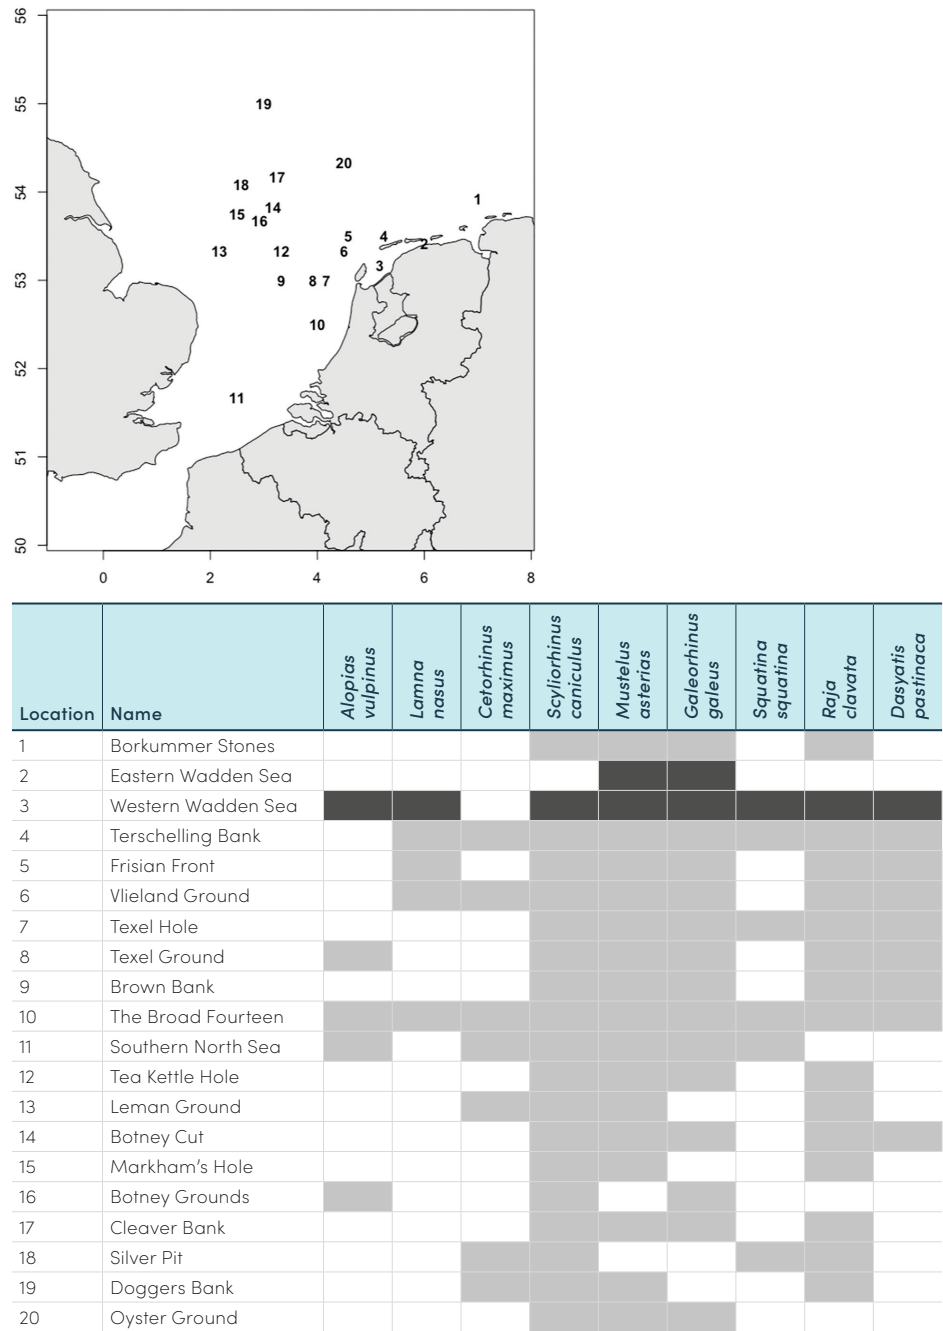 56
55
54
53
52
51
50
0 2 4 6 8
19
20
17
18
1
14
15
16
5 4
2
13 12 6
3
9 8 7
10
11
Location Name Alopias vulpinus Lamna nasus Cetorhinus maximus Scyliorhinus caniculus Mustelus asterias Galeorhinus galeus Squatina squatina Raja clavata Dasyatis pastinaca
1 Borkummer Stones
2 Eastern Wadden Sea
3 Western Wadden Sea
4 Terschelling Bank
5 Frisian Front
6 Vlieland Ground
7 Texel Hole
8 Texel Ground
9 Brown Bank
10 The Broad Fourteen
11 Southern North Sea
12 Tea Kettle Hole
13 Leman Ground
14 Botney Cut
15 Markham’s Hole
16 Botney Grounds
17 Cleaver Bank
18 Silver Pit
19 Doggers Bank
20 Oyster Ground